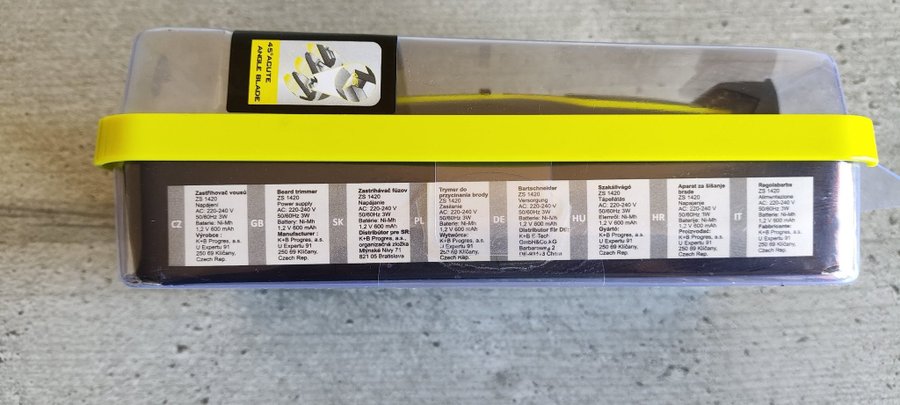 45° ACUTE
ANGLE BLADE
CZ
Zastřihovač vousů
ZS 1420
Napájení
AC: 220-240 V
50/60Hz 3W
Baterie: Ni-Mh
1,2 V 600 mAh
Výrobce :
K+B Progres, a.s.
U Expertu 91
250 69 Klíčany,
Czech Rep.
GB
Beard trimmer
ZS 1420
Power supply
AC: 220-240 V
50/60Hz 3W
Battery: Ni-Mh
1,2 V 600 mAh
Manufacturer :
K+B Progres, a.s.
U Expertu 91
250 69 Klíčany,
Czech Rep.
SK
Zastrihávač fúzov
ZS 1420
Napájanie
AC: 220-240 V
50/60Hz 3W
Batérie: Ni-Mh
1,2 V 600 mAh
Distribútor pre SR:
K+B Progres, a.s.,
organizačná zložka
Mlynské Nivy 71
821 05 Bratislava
PL
Trymer do
przycinania brody
ZS 1420
Zasilanie
AC: 220-240 V
50/60Hz 3W
Baterie: Ni-Mh
1,2 V 600 mAh
Wytwórca:
K+B Progres, a.s.
U Expertu 91
250 69 Klíčany,
Czech Rep.
DE
Bartschneider
ZS 1420
Versorgung
AC: 220-240 V
50/60Hz 3W
Batterie: Ni-Mh
1,2 V 600 mAh
Distributor für DE:
K+B E-Tech
GmbH&Co.KG
Barbaraweg 2
DE-93413 Cham
HU
Szakállvágó
ZS 1420
Tápellátás
AC: 220-240 V
50/60Hz 3W
Elemről: Ni-Mh
1,2 V 600 mAh
Gyártó:
K+B Progres, a.s.
U Expertu 91
250 69 Klíčany,
Czech Rep.
HR
Aparat za šišanje
brade
ZS 1420
Napajanje
AC: 220-240 V
50/60Hz 3W
Baterije: Ni-Mh
1,2 V 600 mAh
Proizvođač:
K+B Progres, a.s.
U Expertu 91
250 69 Klíčany,
Czech Rep.
IT
Regolabarba
ZS 1420
Alimentazione
AC: 220-240 V
50/60Hz 3W
Batterie: Ni-Mh
1,2 V 600 mAh
Fabbricante:
K+B Progres, a.s.
U Expertu 91
250 69 Klíčany,
Czech Rep.